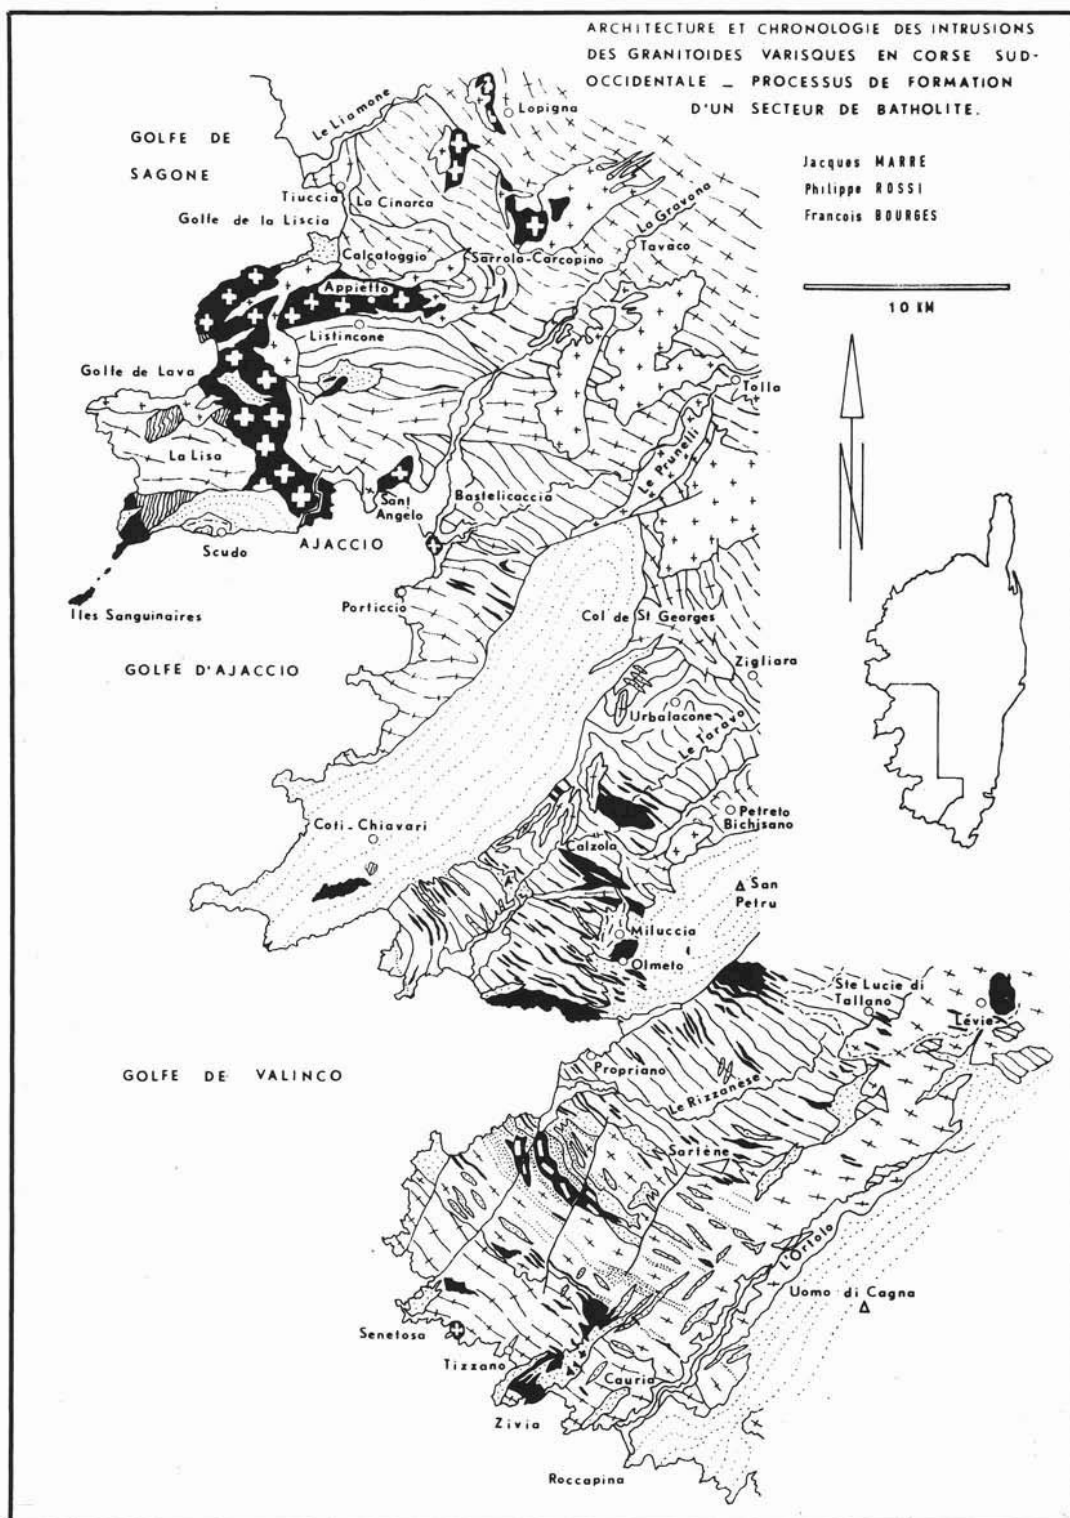 ARCHITECTURE ET CHRONOLOGIE DES INTRUSIONS
DES GRANITOIDES VARISQUES EN CORSE SUD-
OCCIDENTALE _ PROCESSUS DE FORMATION
D'UN SECTEUR DE BATHOLITE.
Jacques MARRE
Philippe ROSSI
Francois BOURGES
10 KM
N
Le Liamone
Lopigna
GOLFE DE
SAGONE
Tiuccia
La Cinarca
Golfe de la Liscia
La Gravona
Tavaco
Calcatoggio
Sarrola-Carcopino
Appietto
Listincone
Golfe de Lava
Tolla
Le Prunelli
La Lisa
Sant
Angelo
Bastelicaccia
Scudo
AJACCIO
Iles Sanguinaires
Porticcio
Col de St Georges
GOLFE D'AJACCIO
Zigliara
Urbalacone
Le Taravo
Petreto
Bichisano
Coti-Chiavari
Calzola
San
Petru
Miluccia
Olmeto
Ste Lucie di
Tallano
Lévie
GOLFE DE VALINCO
Propriano
Le Rizzanèse
Sartène
L'Ortolo
Uomo di Cagna
Senetosa
Tizzano
Cauria
Zivia
Roccapina